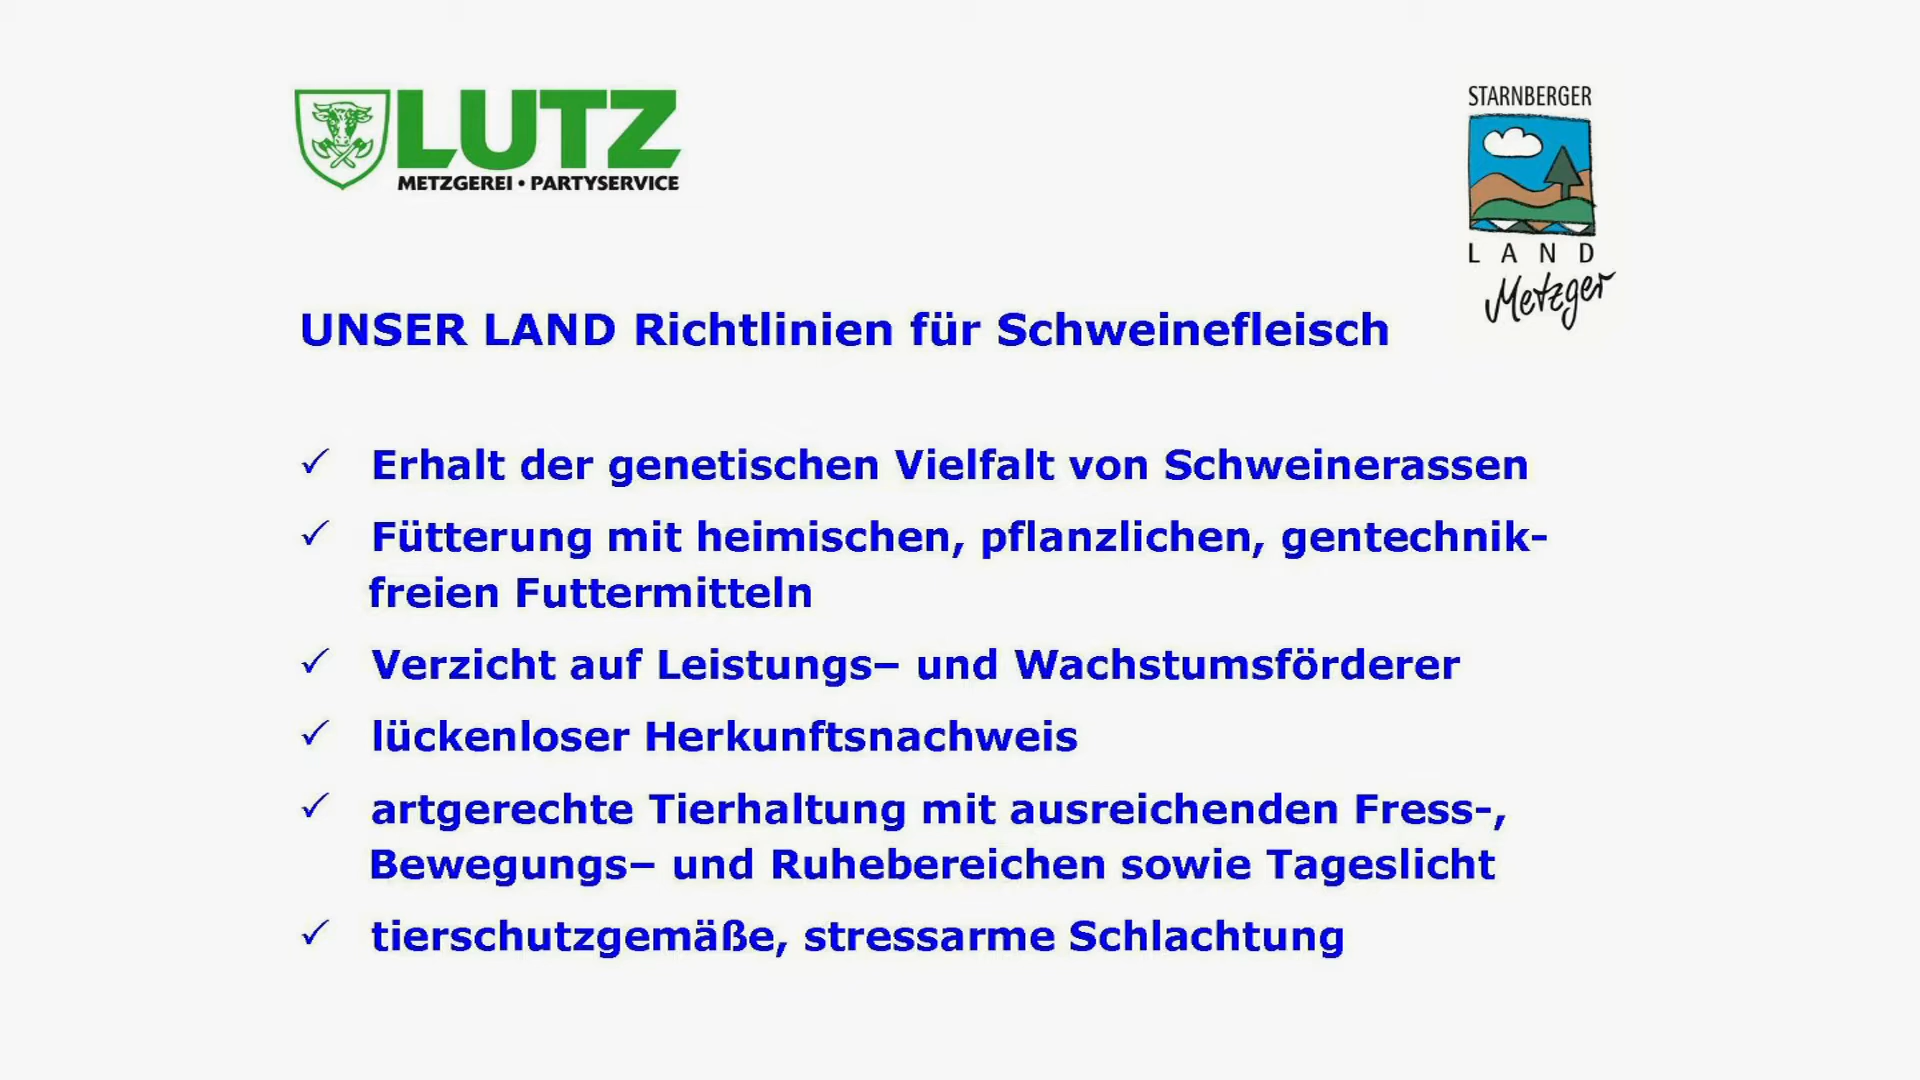 LUTZ
METZGEREI • PARTYSERVICE
STARNBERGER
LAND
Metzger
UNSER LAND Richtlinien für Schweinefleisch
✓ Erhalt der genetischen Vielfalt von Schweinerassen
✓ Fütterung mit heimischen, pflanzlichen, gentechnik-
freien Futtermitteln
✓ Verzicht auf Leistungs– und Wachstumsförderer
✓ lückenloser Herkunftsnachweis
✓ artgerechte Tierhaltung mit ausreichenden Fress-,
Bewegungs– und Ruhebereichen sowie Tageslicht
✓ tierschutzgemäße, stressarme Schlachtung